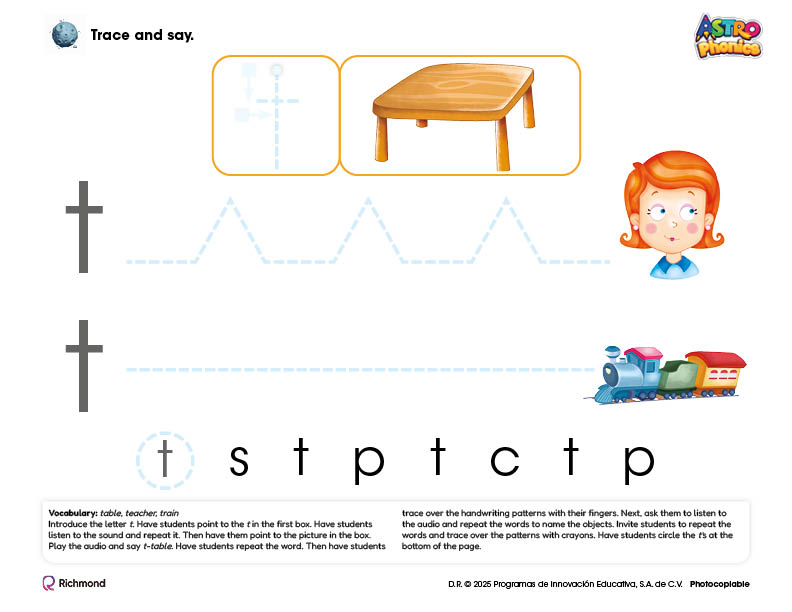 Trace and say.
ASTRO
Phonics
t
t
t s t p t c t p
Vocabulary: table, teacher, train
Introduce the letter t. Have students point to the t in the first box. Have students
listen to the sound and repeat it. Then have them point to the picture in the box.
Play the audio and say t-table. Have students repeat the word. Then have students
trace over the handwriting patterns with their fingers. Next, ask them to listen to
the audio and repeat the words to name the objects. Invite students to repeat the
words and trace over the patterns with crayons. Have students circle the t's at the
bottom of the page.
Richmond
D.R. © 2025 Programas de Innovación Educativa, S.A. de C.V. Photocopiable